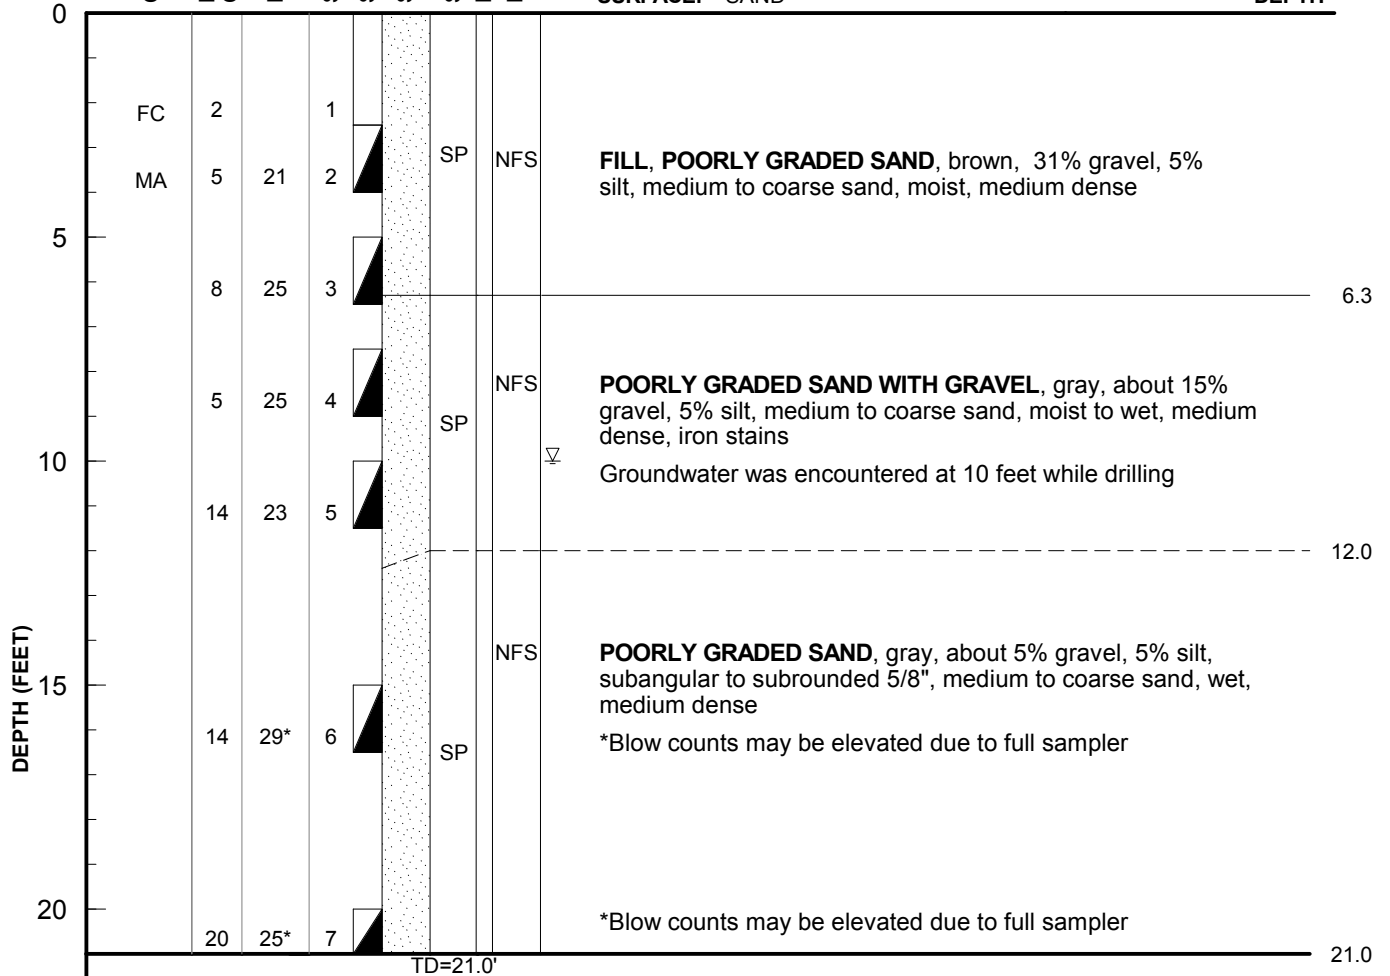 SURFACE: SAND
DEPTH
0
FC 2 1
SP NFS
FILL, POORLY GRADED SAND, brown, 31% gravel, 5%
MA 5 21 2
silt, medium to coarse sand, moist, medium dense
5
8 25 3
6.3
NFS
POORLY GRADED SAND WITH GRAVEL, gray, about 15%
5 25 4
gravel, 5% silt, medium to coarse sand, moist to wet, medium
SP
dense, iron stains
10
Groundwater was encountered at 10 feet while drilling
14 23 5
12.0
DEPTH (FEET)
NFS
POORLY GRADED SAND, gray, about 5% gravel, 5% silt,
15
subangular to subrounded 5/8", medium to coarse sand, wet,
medium dense
14 29* 6
SP
*Blow counts may be elevated due to full sampler
20
*Blow counts may be elevated due to full sampler
20 25* 7
21.0
TD=21.0'